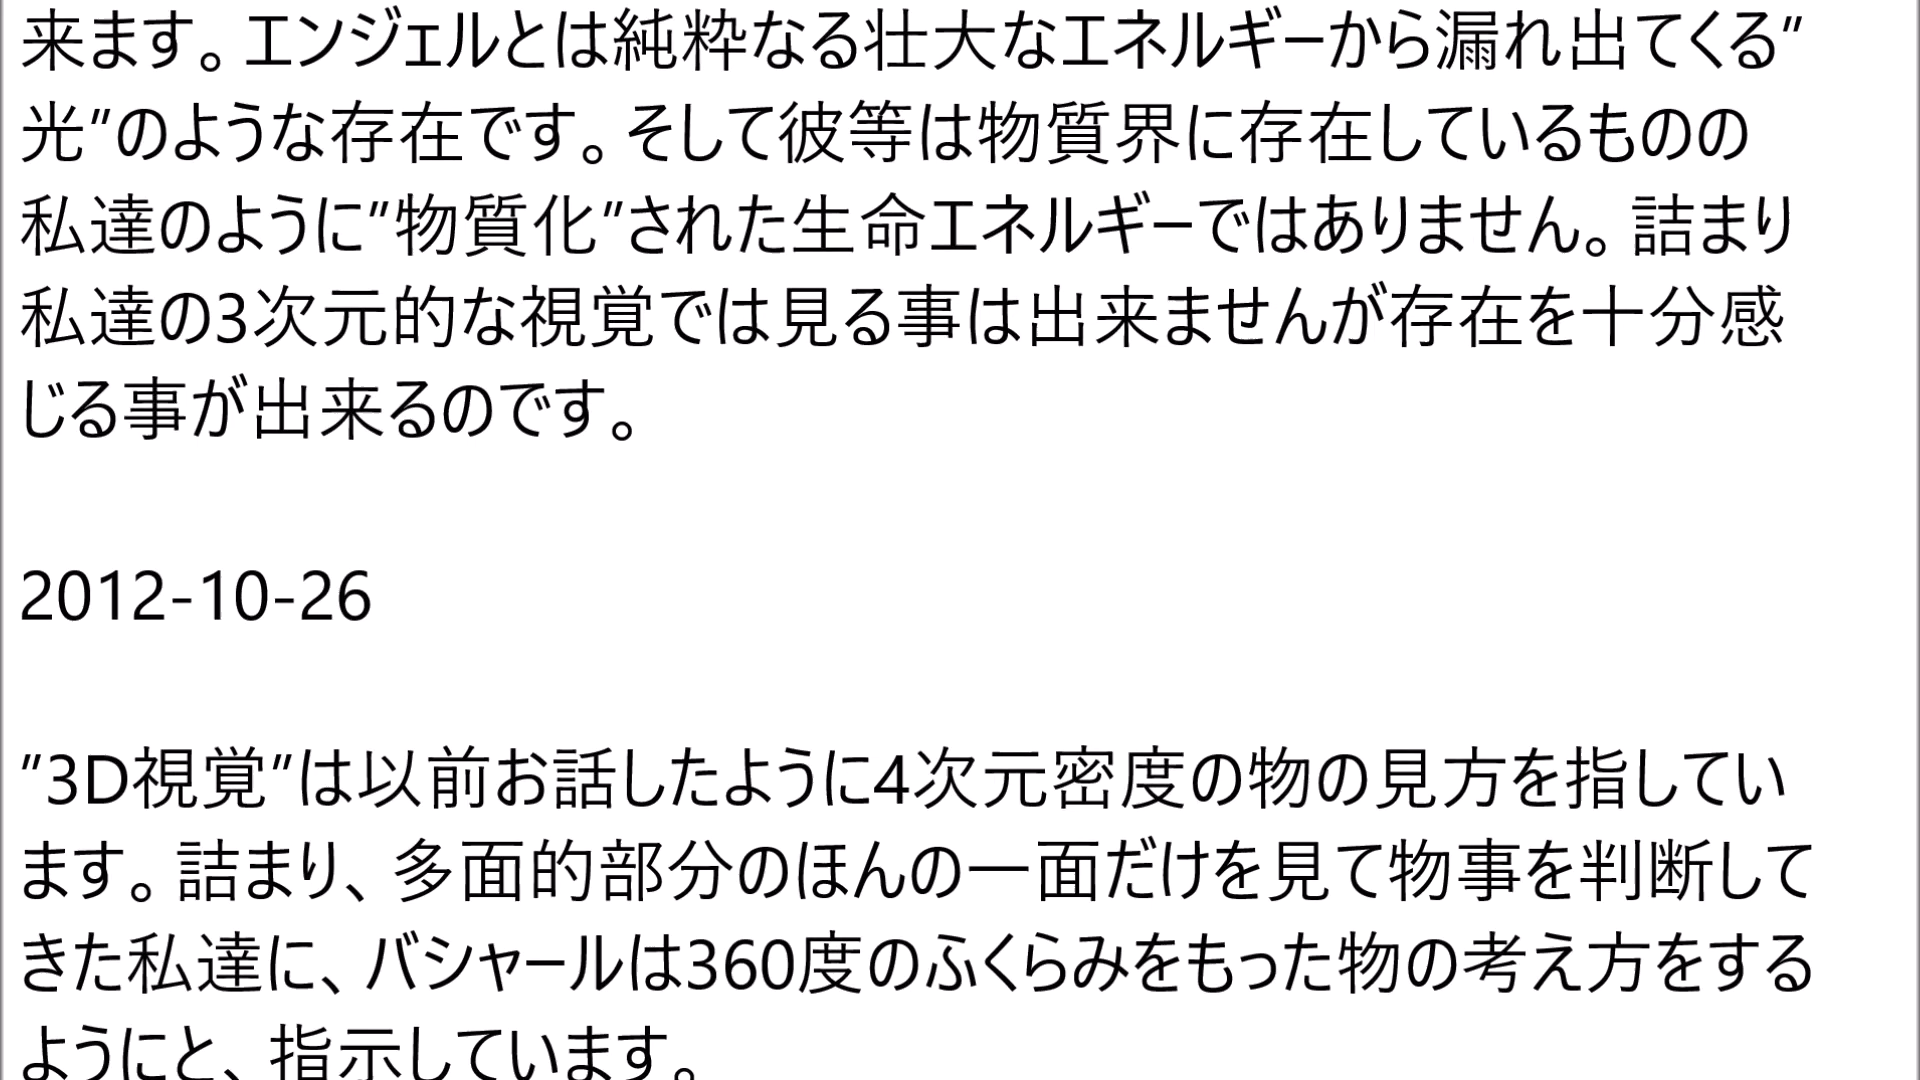 来ます。エンジェルとは純粋なる壮大なエネルギーから漏れ出てくる”
光”のような存在です。そして彼等は物質界に存在しているものの
私達のように”物質化”された生命エネルギーではありません。詰まり
私達の3次元的な視覚では見る事は出来ませんが存在を十分感
じる事が出来るのです。
2012-10-26
”3D視覚”は以前お話したように4次元密度の物の見方を指してい
ます。詰まり、多面的部分のほんの一面だけを見て物事を判断して
きた私達に、バシャールは360度のふくらみをもった物の考え方をする
ようにと、指示しています。